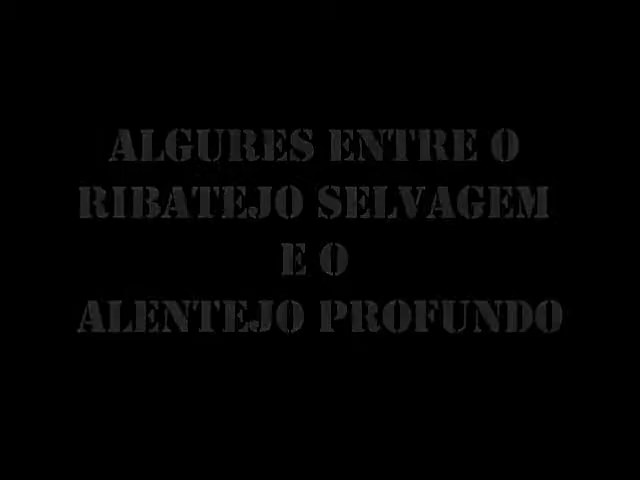 ALGURES ENTRE O
RIBATEJO SELVAGEM
E O
ALENTEJO PROFUNDO